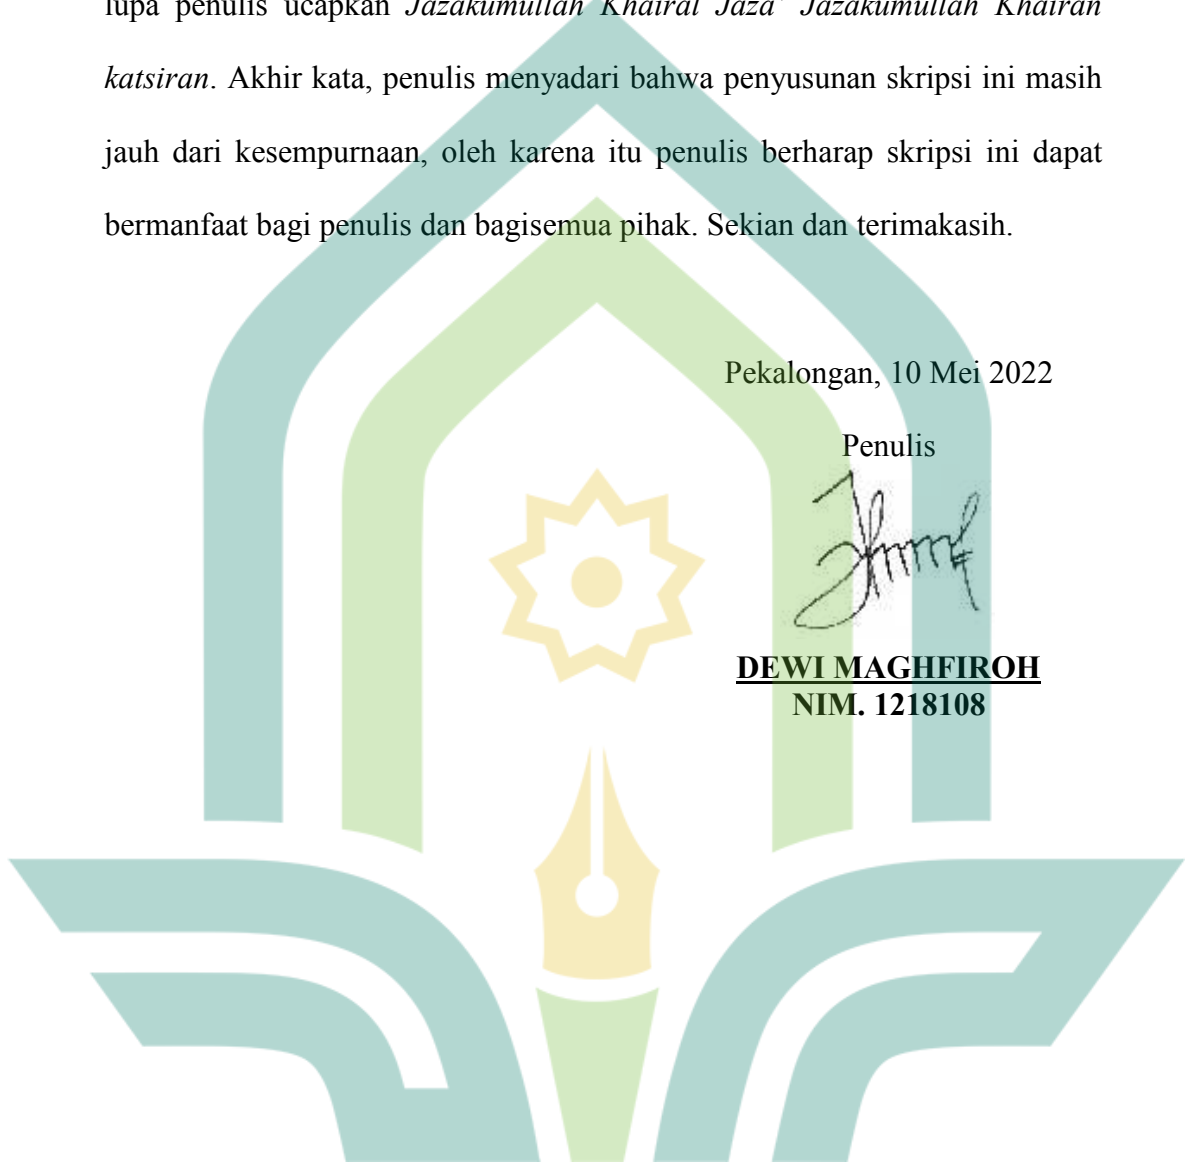 lupa penulis ucapkan Jazakumullah Khairal Jaza’ Jazakumullah Khairan
katsiran. Akhir kata, penulis menyadari bahwa penyusunan skripsi ini masih
jauh dari kesempurnaan, oleh karena itu penulis berharap skripsi ini dapat
bermanfaat bagi penulis dan bagisemua pihak. Sekian dan terimakasih.
Pekalongan, 10 Mei 2022
Penulis
DEWI MAGHFIROH
NIM. 1218108